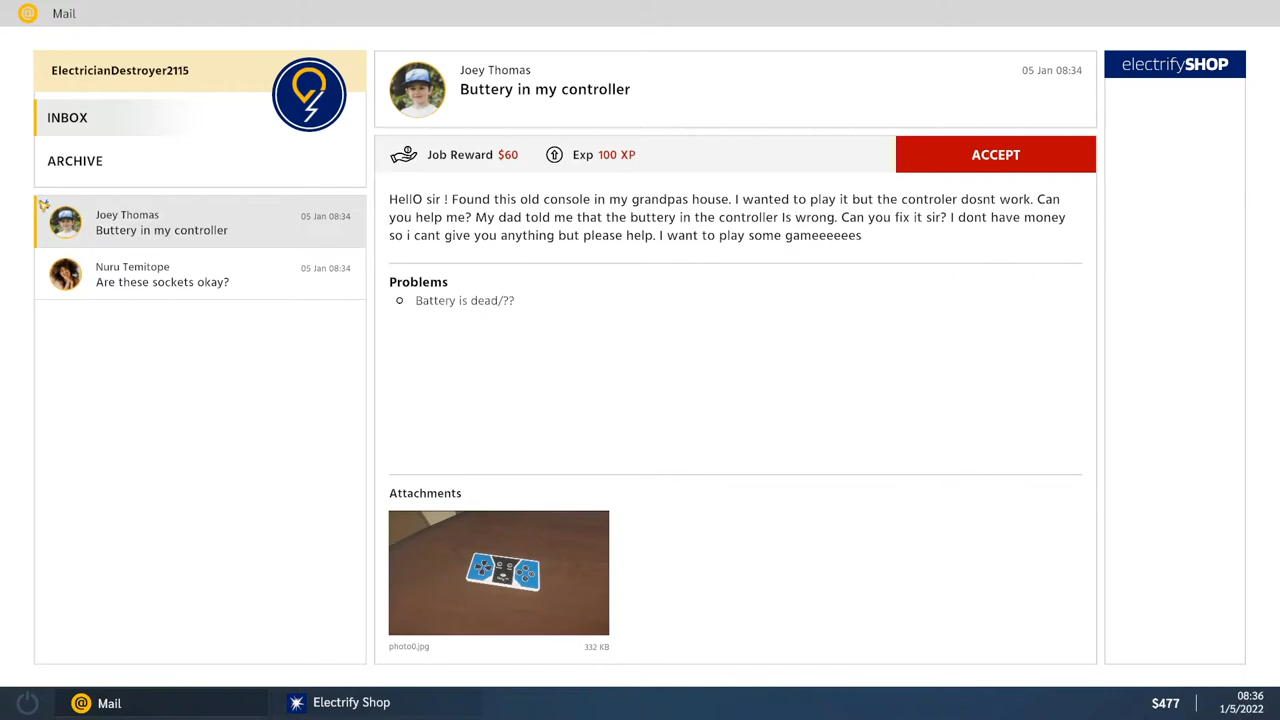 Mail
ElectricianDestroyer2115
INBOX
ARCHIVE
Joey Thomas
05 Jan 08:34
Buttery in my controller
Nuru Temitope
05 Jan 08:34
Are these sockets okay?
Joey Thomas
05 Jan 08:34
Buttery in my controller
Job Reward $60
Exp 100 XP
ACCEPT
HellO sir ! Found this old console in my grandpas house. I wanted to play it but the controler dosnt work. Can
you help me? My dad told me that the buttery in the controller Is wrong. Can you fix it sir? I dont have money
so i cant give you anything but please help. I want to play some gameeeeees
Problems
Battery is dead/??
Attachments
photo0.jpg
332 KB
electrifySHOP
Mail
Electrify Shop
$477
08:36
1/5/2022